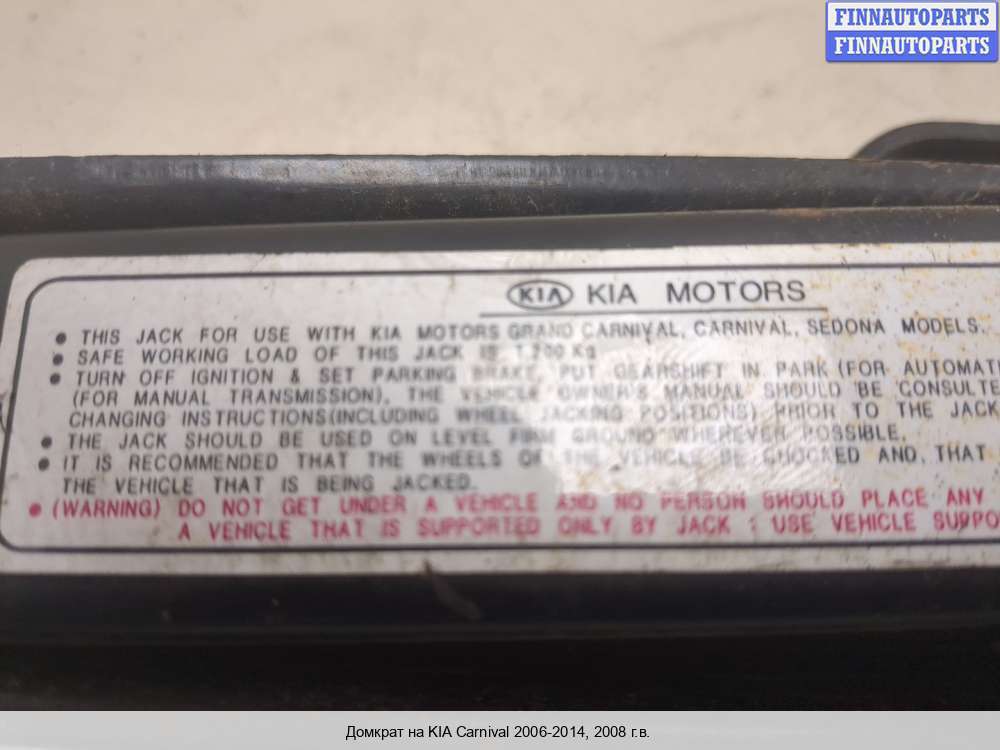 FINNAUTOPARTS
FINNAUTOPARTS
KIA KIA MOTORS
• THIS JACK FOR USE WITH KIA MOTORS GRAND CARNIVAL, CARNIVAL, SEDONA MODELS.
• SAFE WORKING LOAD OF THIS JACK IS 1,200 Kg
• TURN OFF IGNITION & SET PARKING BRAKE, PUT GEARSHIFT IN PARK (FOR AUTOMATI
(FOR MANUAL TRANSMISSION), THE VEHICLE OWNER'S MANUAL SHOULD BE CONSULTE
CHANGING INSTRUCTIONS(INCLUDING WHEEL JACKING POSITIONS) PRIOR TO THE JACK
• THE JACK SHOULD BE USED ON LEVEL FIRM GROUND WHEREVER POSSIBLE.
• IT IS RECOMMENDED THAT THE WHEELS OF THE VEHICLE BE CHOCKED AND, THAT
THE VEHICLE THAT IS BEING JACKED.
• (WARNING) DO NOT GET UNDER A VEHICLE AND NO PERSON SHOULD PLACE ANY
A VEHICLE THAT IS SUPPORTED ONLY BY JACK : USE VEHICLE SUPPO
Домкрат на KIA Carnival 2006-2014, 2008 г.в.